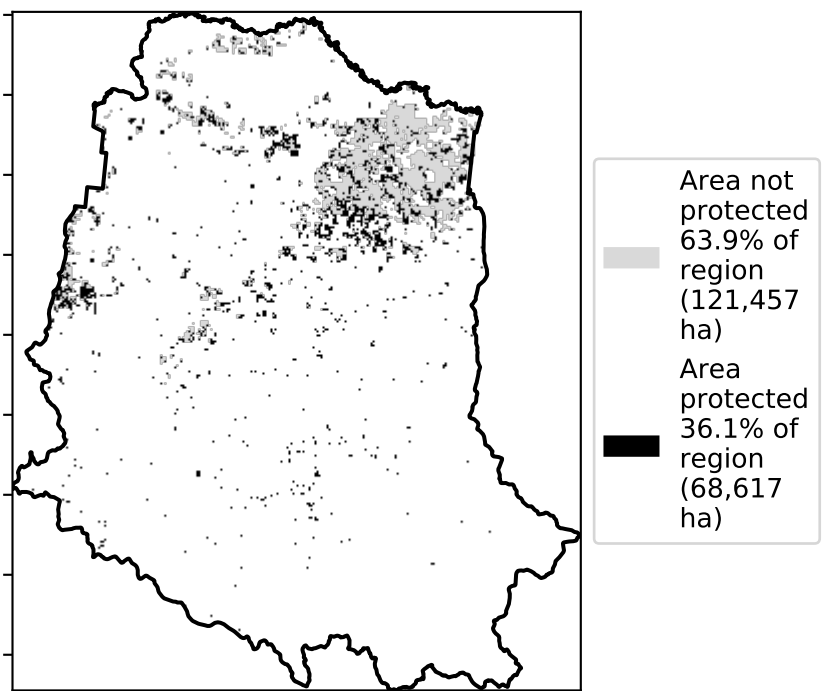 Area not
protected
63.9% of
region
(121,457
ha)
Area
protected
36.1% of
region
(68,617
ha)